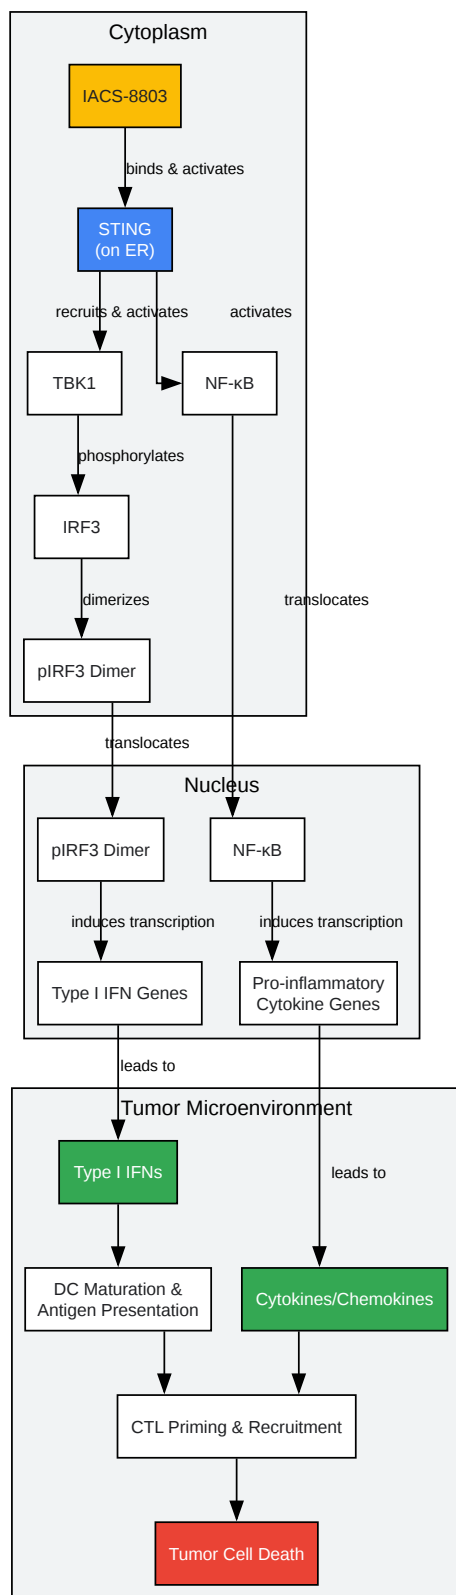 Cytoplasm
IACS-8803
binds & activates
STING
(on ER)
recruits & activates
activates
TBK1
NF-κB
phosphorylates
IRF3
dimerizes
translocates
pIRF3 Dimer
translocates
Nucleus
pIRF3 Dimer
NF-κB
induces transcription
induces transcription
Type I IFN Genes
Pro-inflammatory
Cytokine Genes
leads to
Tumor Microenvironment
Type I IFNs
leads to
DC Maturation &
Antigen Presentation
Cytokines/Chemokines
CTL Priming & Recruitment
Tumor Cell Death